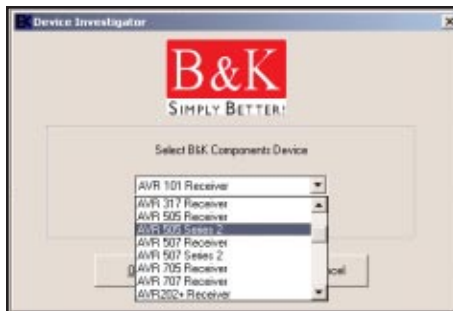 Device Investigator
B&K
SIMPLY BETTER!
Select B&K Components Device
AVR 101 Receiver
AVR 317 Receiver
AVR 505 Receiver
AVR 505 Series 2
AVR 507 Receiver
AVR 507 Series 2
AVR 705 Receiver
AVR 707 Receiver
AVR202+ Receiver